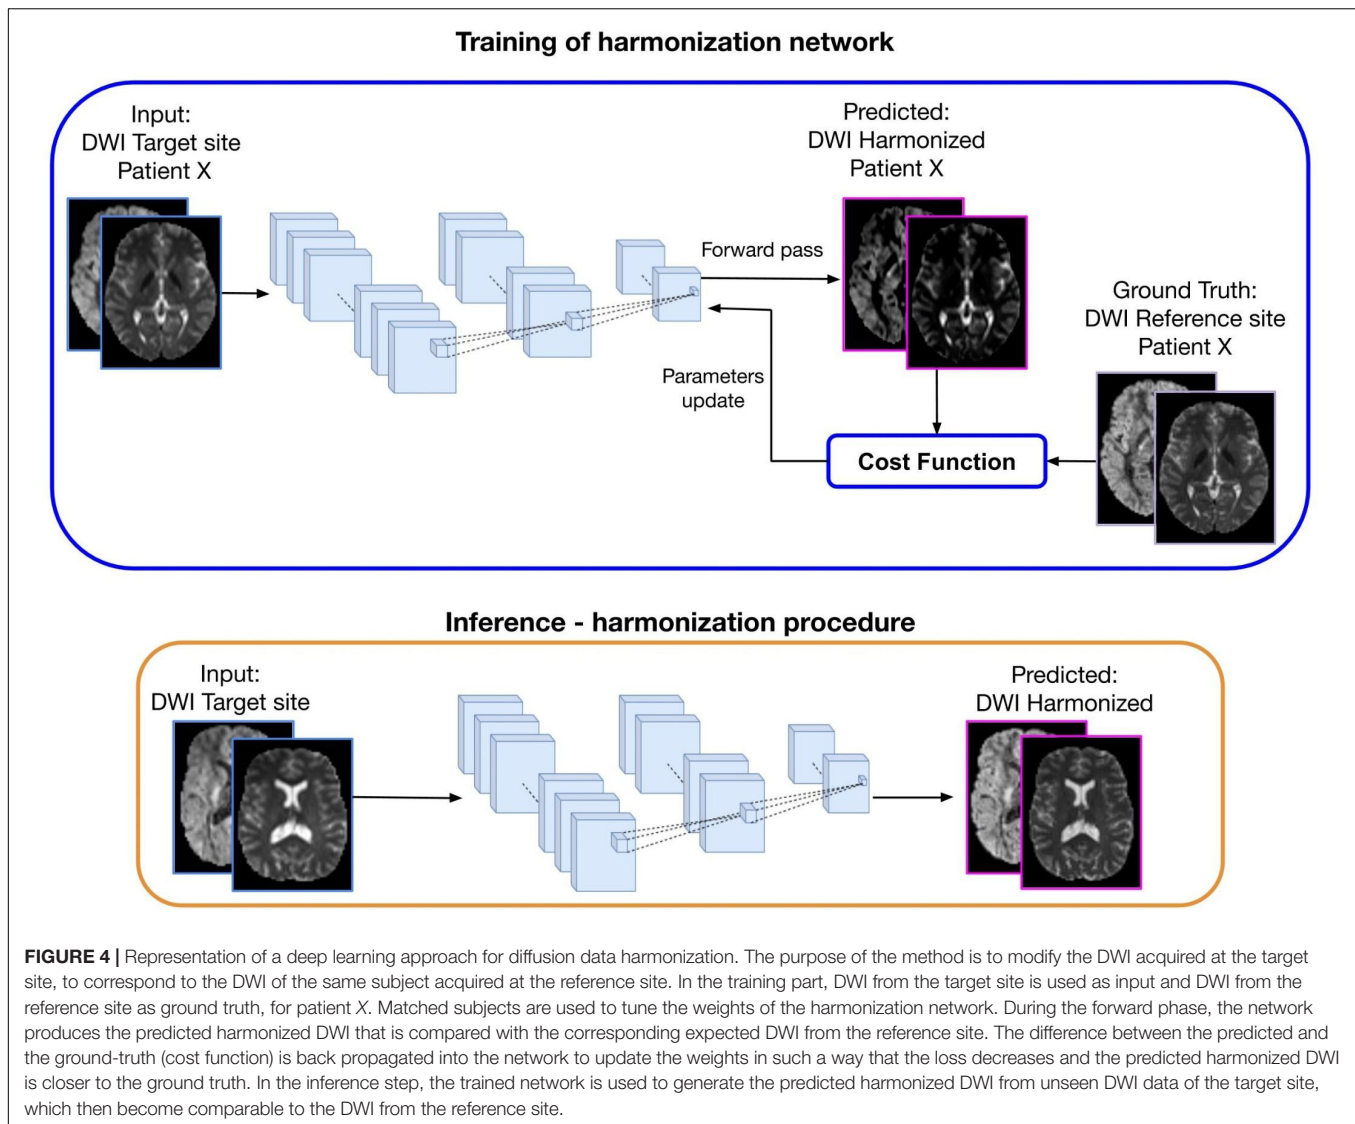 Training of harmonization network
Input:
DWI Target site
Patient X
Predicted:
DWI Harmonized
Patient X
Forward pass
Ground Truth:
DWI Reference site
Patient X
Parameters
update
Cost Function
Inference - harmonization procedure
Input:
DWI Target site
Predicted:
DWI Harmonized
FIGURE 4 | Representation of a deep learning approach for diffusion data harmonization. The purpose of the method is to modify the DWI acquired at the target
site, to correspond to the DWI of the same subject acquired at the reference site. In the training part, DWI from the target site is used as input and DWI from the
reference site as ground truth, for patient X. Matched subjects are used to tune the weights of the harmonization network. During the forward phase, the network
produces the predicted harmonized DWI that is compared with the corresponding expected DWI from the reference site. The difference between the predicted and
the ground-truth (cost function) is back propagated into the network to update the weights in such a way that the loss decreases and the predicted harmonized DWI
is closer to the ground truth. In the inference step, the trained network is used to generate the predicted harmonized DWI from unseen DWI data of the target site,
which then become comparable to the DWI from the reference site.